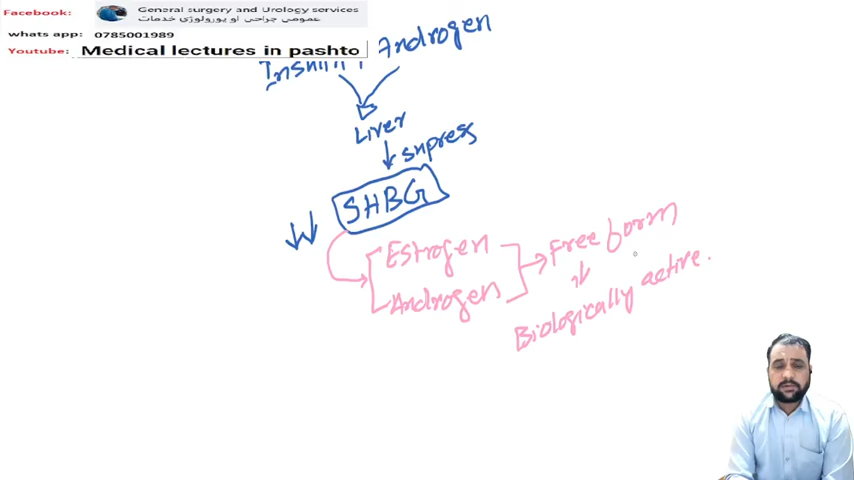 Facebook:
General surgery and Urology services
عمومي جراحي او یورولوژي خدمات
whats app: 0785001989
Youtube: Medical lectures in pashto
Androgen
Liver
supress
SHBG
Estrogen
Androgen
Free form
Biologically active.